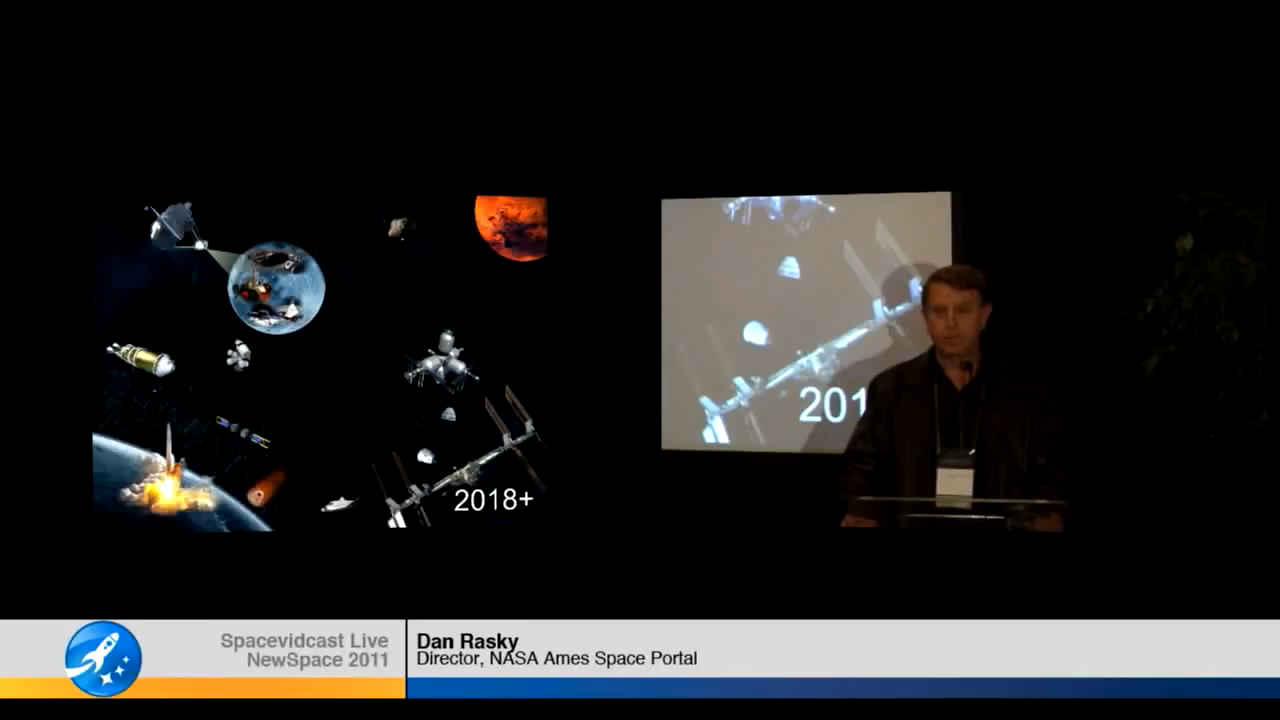 2018+
201
Spacevidcast Live
NewSpace 2011
Dan Rasky
Director, NASA Ames Space Portal